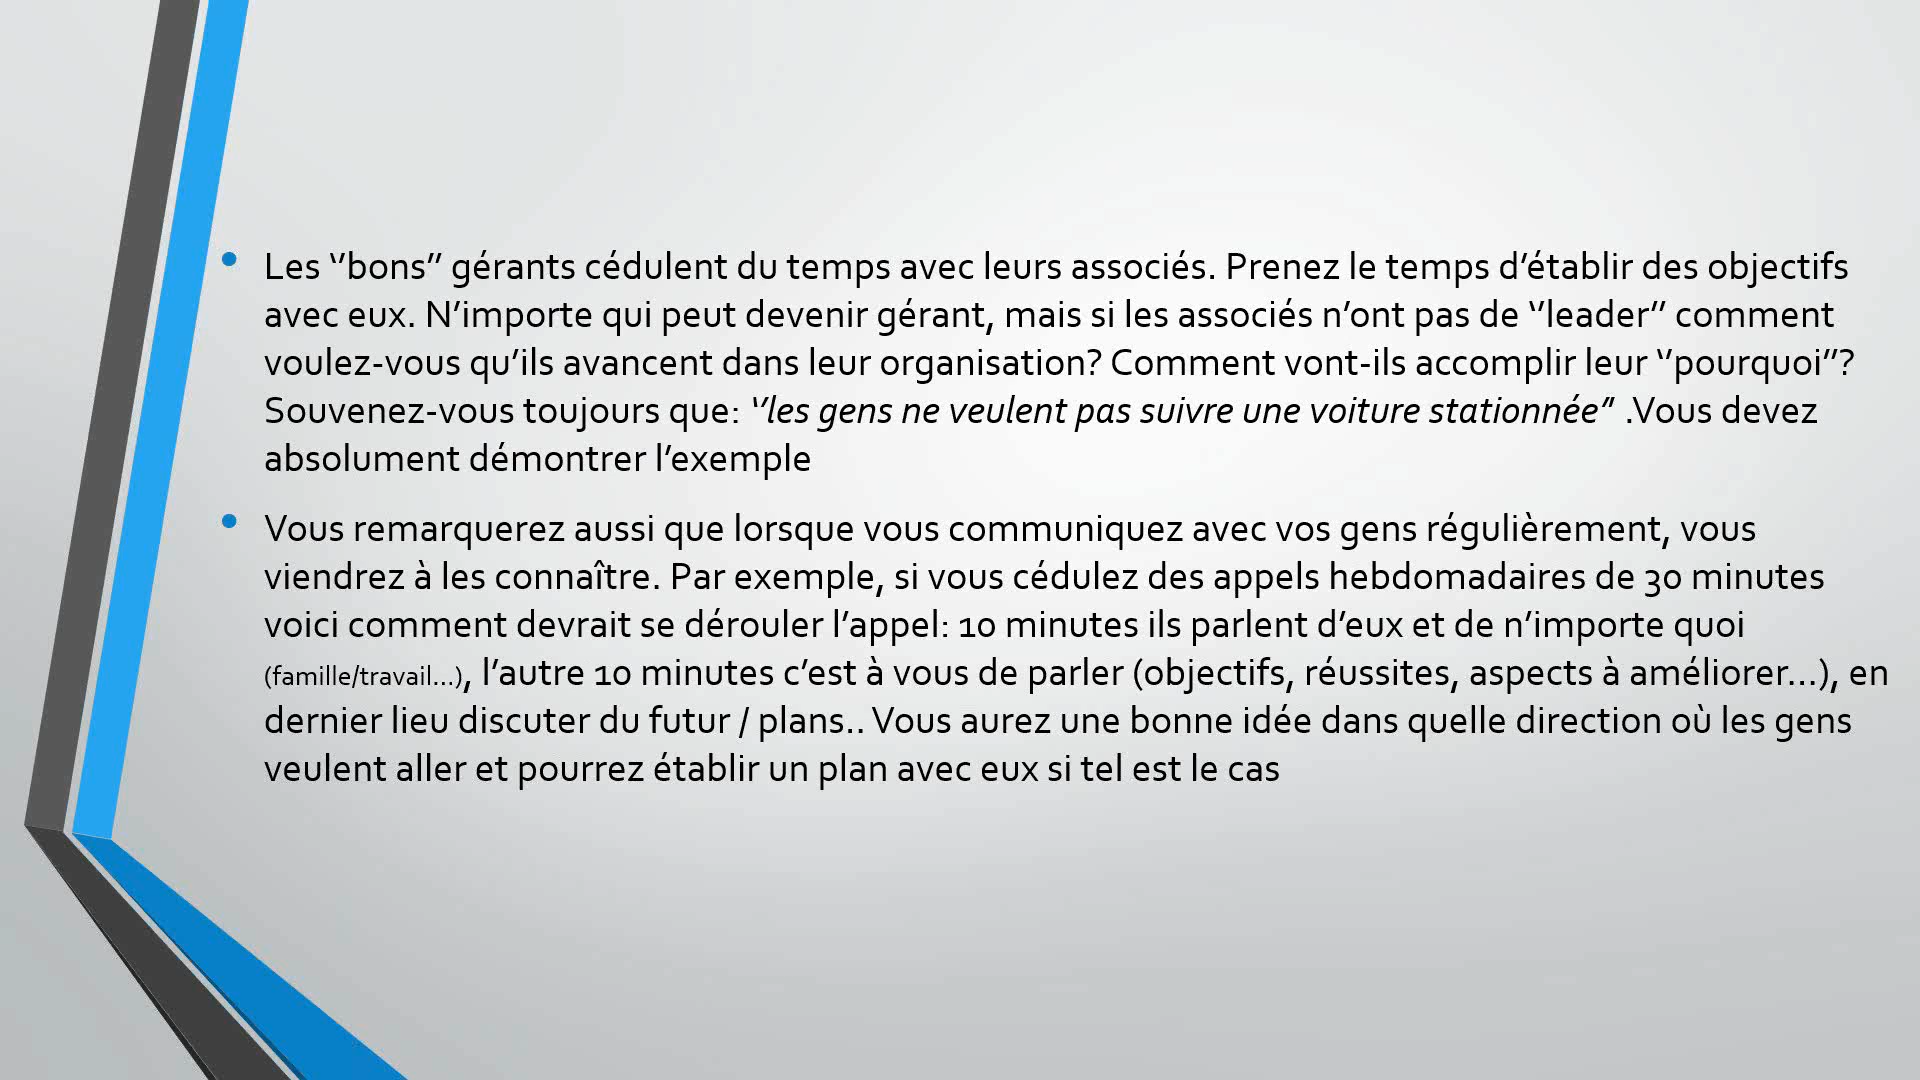 Les ‘’bons’’ gérants cédulent du temps avec leurs associés. Prenez le temps d’établir des objectifs
avec eux. N’importe qui peut devenir gérant, mais si les associés n’ont pas de ‘’leader’’ comment
voulez-vous qu’ils avancent dans leur organisation? Comment vont-ils accomplir leur ‘’pourquoi’’?
Souvenez-vous toujours que: ‘’les gens ne veulent pas suivre une voiture stationnée’’ .Vous devez
absolument démontrer l’exemple
Vous remarquerez aussi que lorsque vous communiquez avec vos gens régulièrement, vous
viendrez à les connaître. Par exemple, si vous cédulez des appels hebdomadaires de 30 minutes
voici comment devrait se dérouler l’appel: 10 minutes ils parlent d’eux et de n’importe quoi
(famille/travail…), l’autre 10 minutes c’est à vous de parler (objectifs, réussites, aspects à améliorer…), en
dernier lieu discuter du futur / plans.. Vous aurez une bonne idée dans quelle direction où les gens
veulent aller et pourrez établir un plan avec eux si tel est le cas